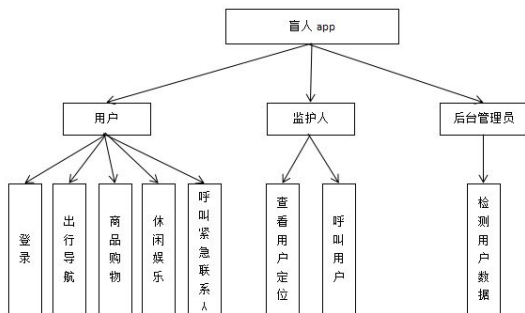 盲人 app
用户
监护人
后台管理员
登录
出行导航
商品购物
休闲娱乐
呼叫紧急联系人
查看用户定位
呼叫用户
检测用户数据